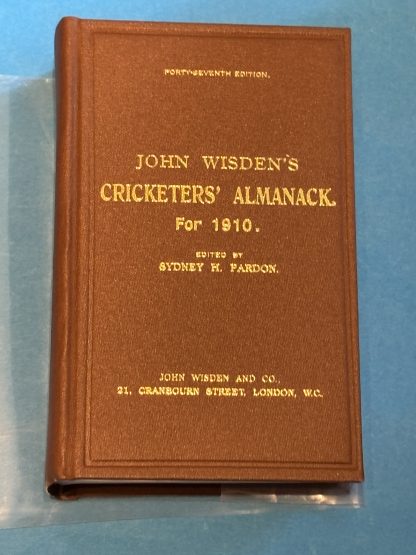 FORTY-SEVENTH EDITION.
JOHN WISDEN'S
CRICKETERS' ALMANACK.
For 1910.
EDITED BY
SYDNEY H. PARDON.
JOHN WISDEN AND CO.,
21, CRANBOURN STREET, LONDON, W.C.